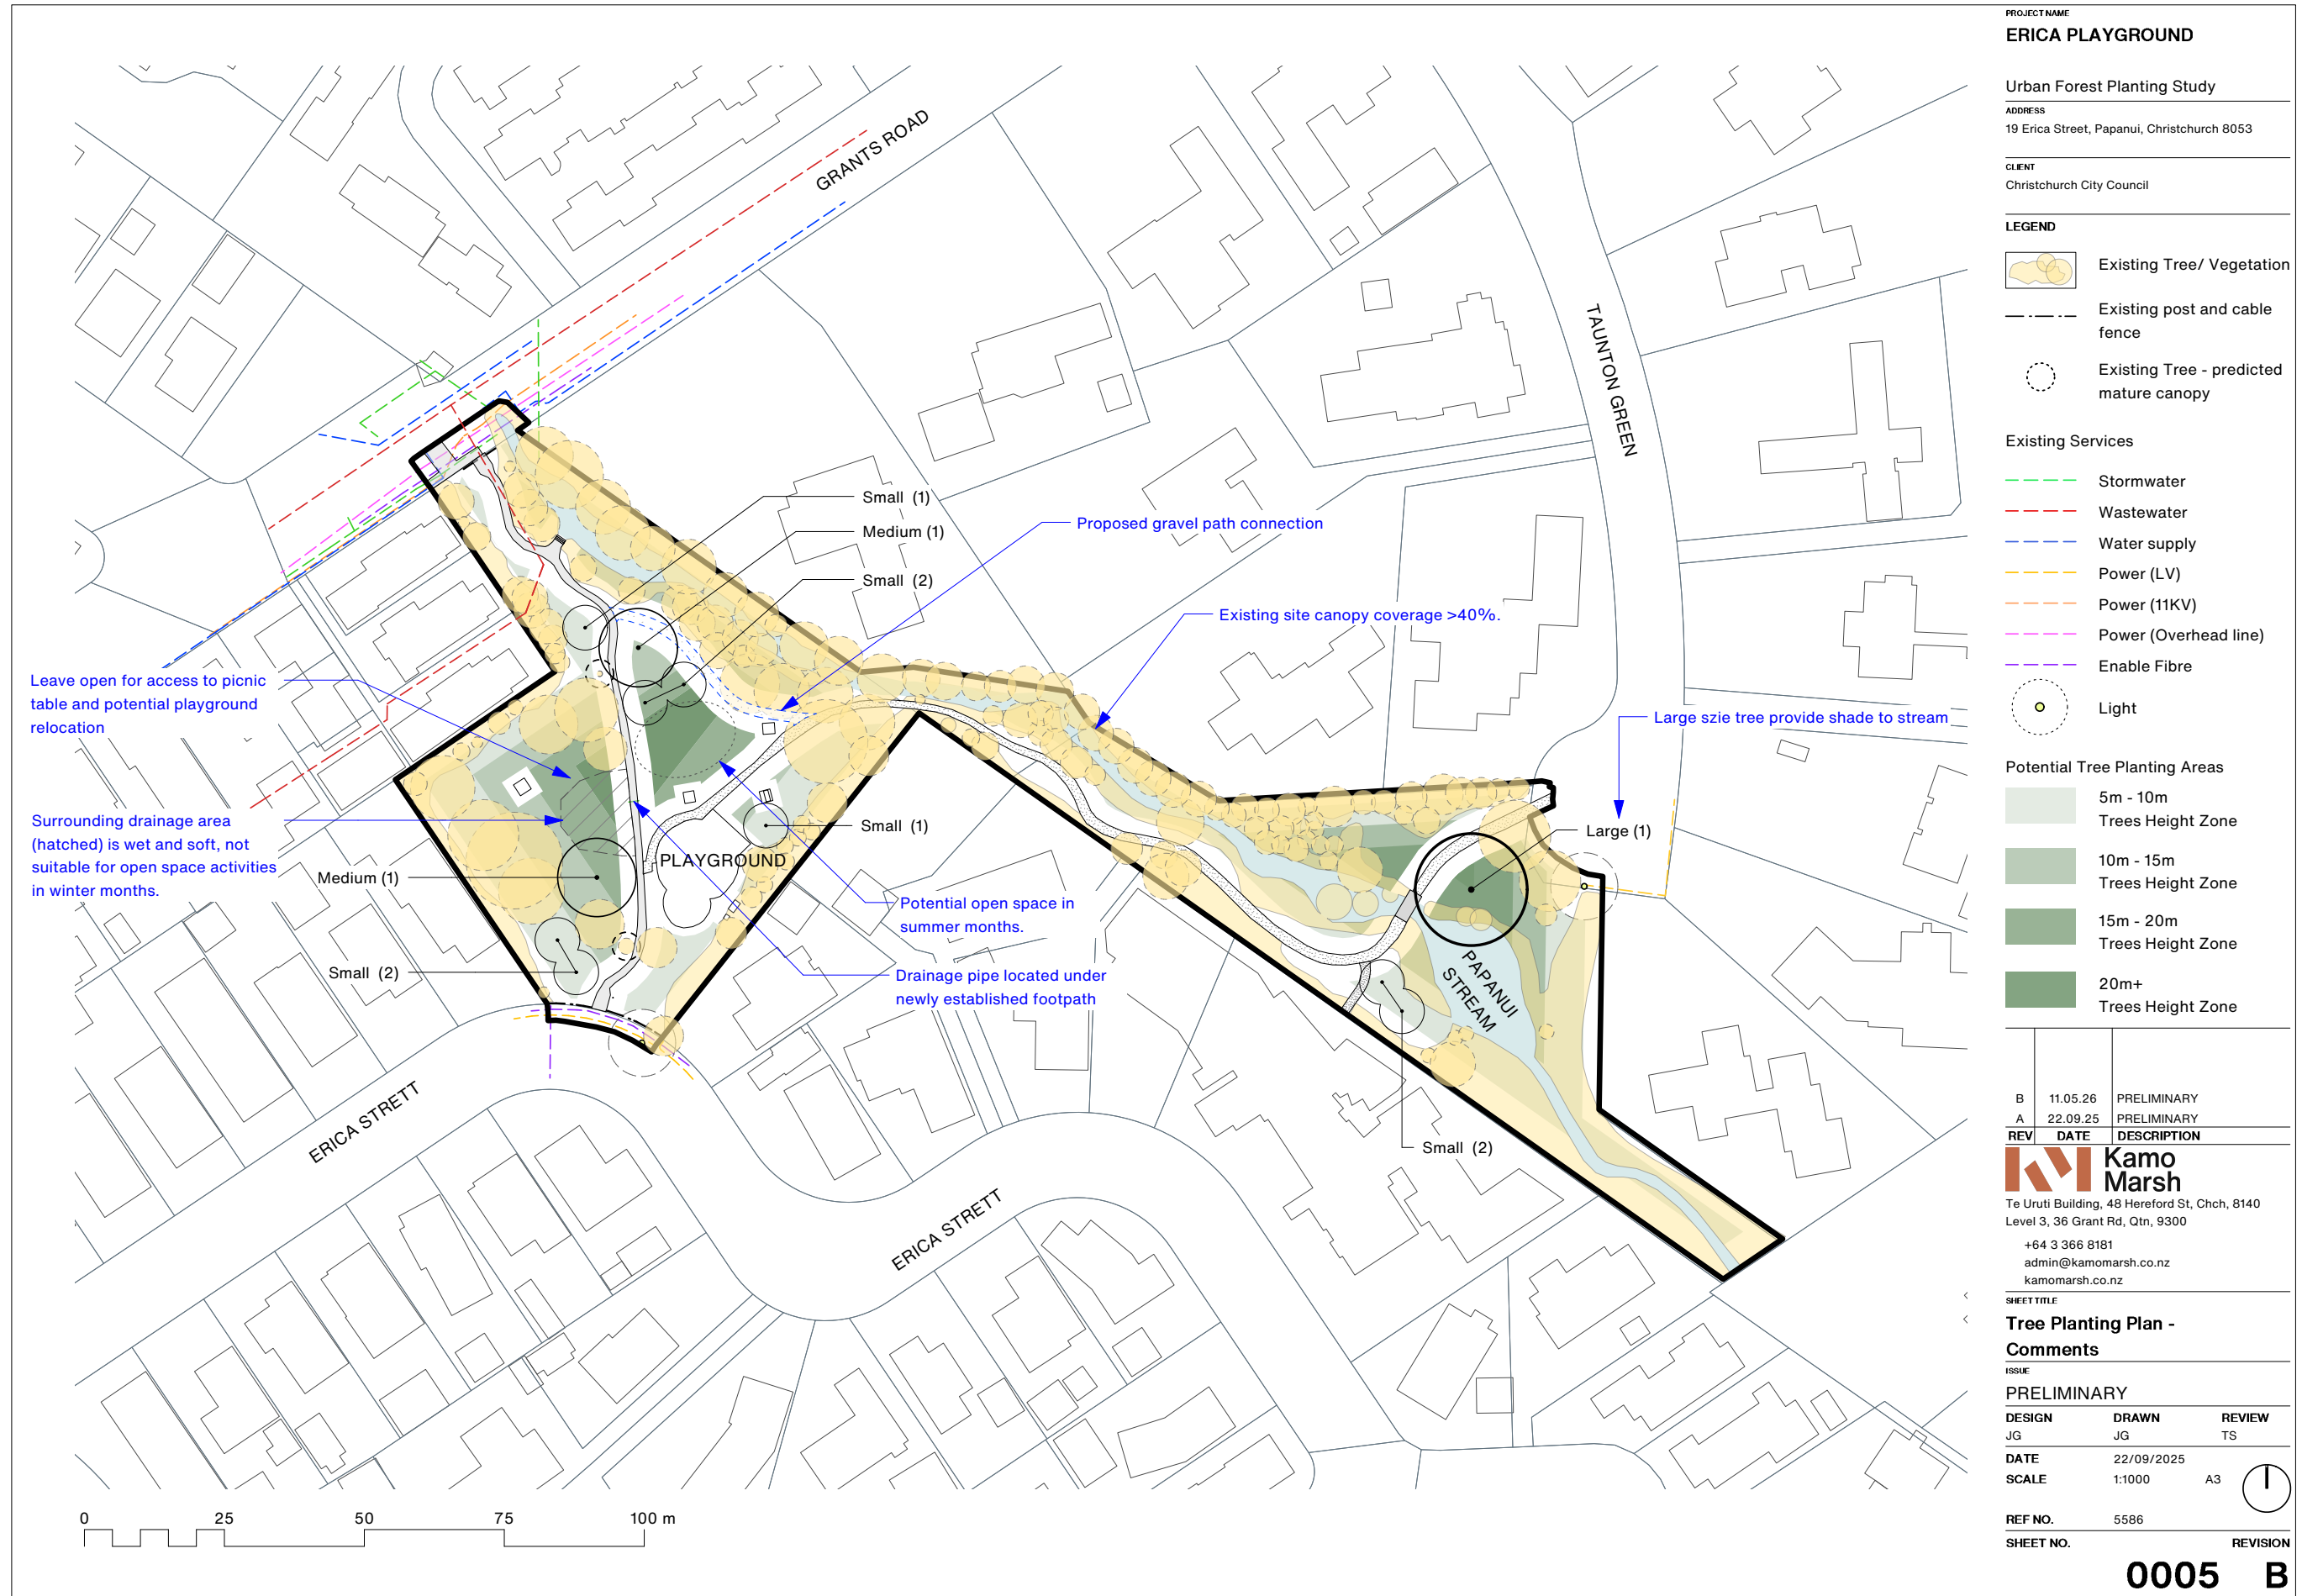 GRANTS ROAD
TAUNTON GREEN
Small (1)
Medium (1)
Small (2)
Proposed gravel path connection
Existing site canopy coverage >40%.
Leave open for access to picnic
table and potential playground
relocation
Large szie tree provide shade to stream
Surrounding drainage area
(hatched) is wet and soft, not
suitable for open space activities
in winter months.
Small (1)
Large (1)
PLAYGROUND
Medium (1)
Potential open space in
summer months.
Small (2)
Drainage pipe located under
newly established footpath
PAPANUI
STREAM
Small (2)
ERICA STRETT
ERICA STRETT
0 25 50 75 100 m
PROJECT NAME
ERICA PLAYGROUND
Urban Forest Planting Study
ADDRESS
19 Erica Street, Papanui, Christchurch 8053
CLIENT
Christchurch City Council
LEGEND
Existing Tree/ Vegetation
Existing post and cable
fence
Existing Tree - predicted
mature canopy
Existing Services
Stormwater
Wastewater
Water supply
Power (LV)
Power (11KV)
Power (Overhead line)
Enable Fibre
Light
Potential Tree Planting Areas
5m - 10m
Trees Height Zone
10m - 15m
Trees Height Zone
15m - 20m
Trees Height Zone
20m+
Trees Height Zone
B 11.05.26 PRELIMINARY
A 22.09.25 PRELIMINARY
REV DATE DESCRIPTION
Kamo
Marsh
Te Uruti Building, 48 Hereford St, Chch, 8140
Level 3, 36 Grant Rd, Qtn, 9300
+64 3 366 8181
admin@kamomarsh.co.nz
kamomarsh.co.nz
SHEET TITLE
Tree Planting Plan -
Comments
ISSUE
PRELIMINARY
DESIGN DRAWN REVIEW
JG JG TS
DATE 22/09/2025
SCALE 1:1000 A3
REF NO. 5586
SHEET NO. REVISION
0005 B